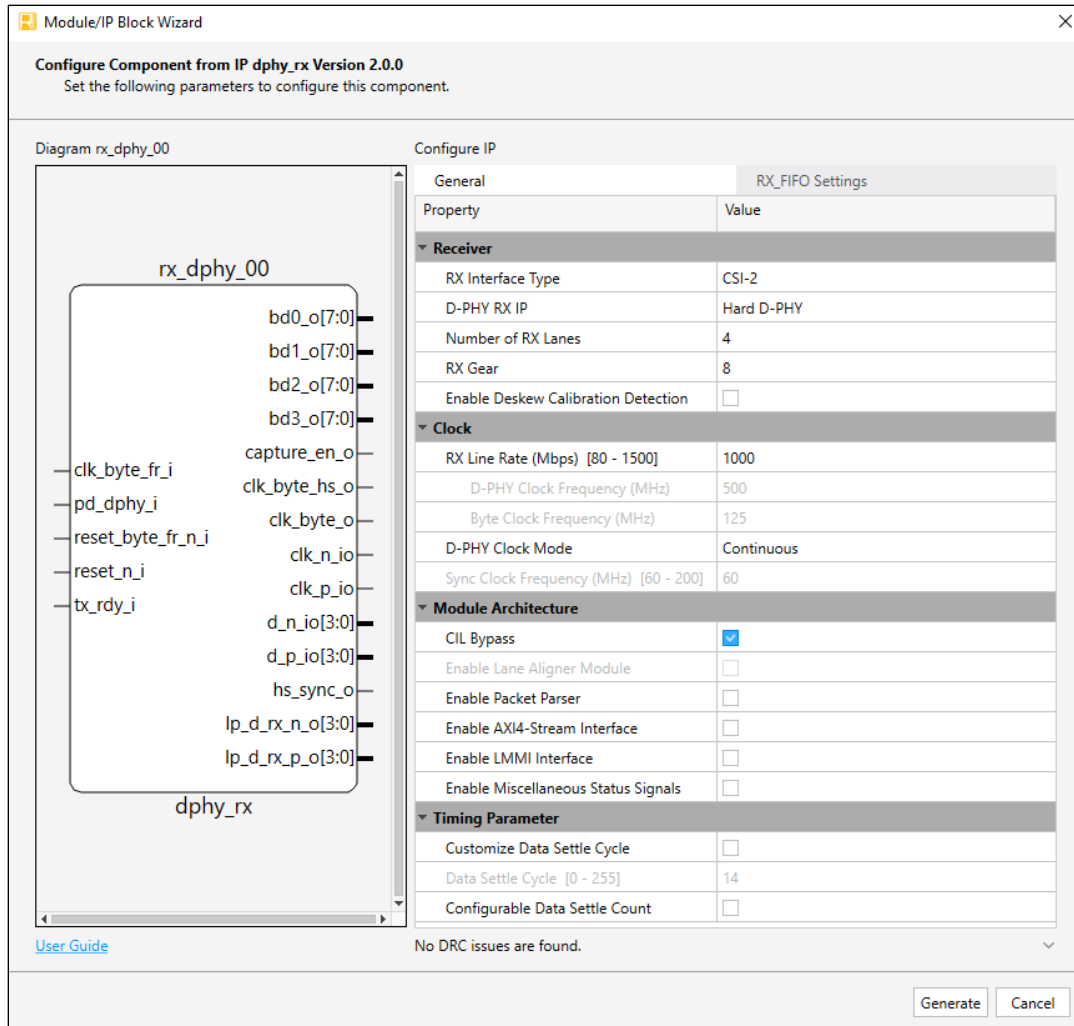 Module/IP Block Wizard
Configure Component from IP dphy_rx Version 2.0.0
Set the following parameters to configure this component.
Diagram rx_dphy_00
rx_dphy_00
clk_byte_fr_i
pd_dphy_i
reset_byte_fr_n_i
reset_n_i
tx_rdy_i
bd0_o[7:0]
bd1_o[7:0]
bd2_o[7:0]
bd3_o[7:0]
capture_en_o
clk_byte_hs_o
clk_byte_o
clk_n_io
clk_p_io
d_n_io[3:0]
d_p_io[3:0]
hs_sync_o
lp_d_rx_n_o[3:0]
lp_d_rx_p_o[3:0]
dphy_rx
User Guide
Configure IP
General RX_FIFO Settings
Property Value
Receiver
RX Interface Type CSI-2
D-PHY RX IP Hard D-PHY
Number of RX Lanes 4
RX Gear 8
Enable Deskew Calibration Detection
Clock
RX Line Rate (Mbps) [80 - 1500] 1000
D-PHY Clock Frequency (MHz) 500
Byte Clock Frequency (MHz) 125
D-PHY Clock Mode Continuous
Sync Clock Frequency (MHz) [60 - 200] 60
Module Architecture
CIL Bypass
Enable Lane Aligner Module
Enable Packet Parser
Enable AXI4-Stream Interface
Enable LMMI Interface
Enable Miscellaneous Status Signals
Timing Parameter
Customize Data Settle Cycle
Data Settle Cycle [0 - 255] 14
Configurable Data Settle Count
No DRC issues are found.
Generate Cancel